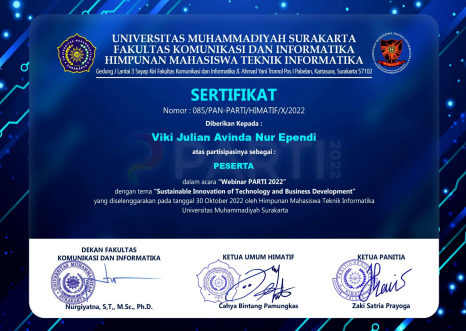 UNIVERSITAS MUHAMMADIYAH SURAKARTA
FAKULTAS KOMUNIKASI DAN INFORMATIKA
HIMPUNAN MAHASISWA TEKNIK INFORMATIKA
Gedung J Lantai 3 Sayap Kiri Fakultas Komunikasi dan Informatika Jl. Ahmad Yani Tromol Pos I Pabelan, Kartasura, Surakarta 57102
SERTIFIKAT
Nomor : 085/PAN-PARTI/HIMATIF/X/2022
Diberikan Kepada :
Viki Julian Avinda Nur Ependi
atas partisipasinya sebagai :
PESERTA
PARTI 2022
dalam acara "Webinar PARTI 2022"
dengan tema "Sustainable Innovation of Technology and Business Development"
yang diselenggarakan pada tanggal 30 Oktober 2022 oleh Himpunan Mahasiswa Teknik Informatika
Universitas Muhammadiyah Surakarta
DEKAN FAKULTAS
KOMUNIKASI DAN INFORMATIKA
Nurgiyatna, S,T,. M.Sc., Ph.D.
KETUA UMUM HIMATIF
Cahya Bintang Pamungkas
KETUA PANITIA
Zaki Satria Prayoga